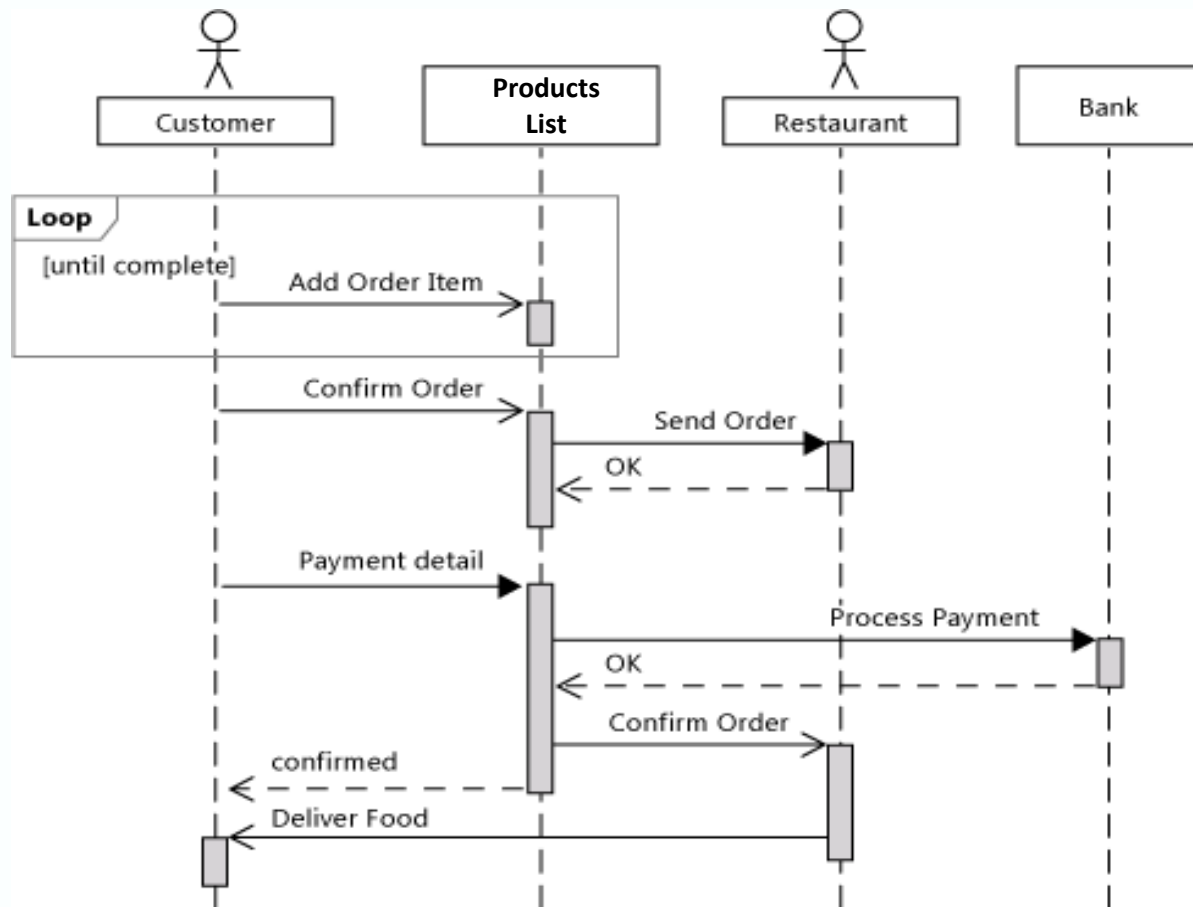 Customer
Products
List
Restaurant
Bank
Loop
[until complete]
Add Order Item
Confirm Order
Send Order
OK
Payment detail
Process Payment
OK
Confirm Order
confirmed
Deliver Food